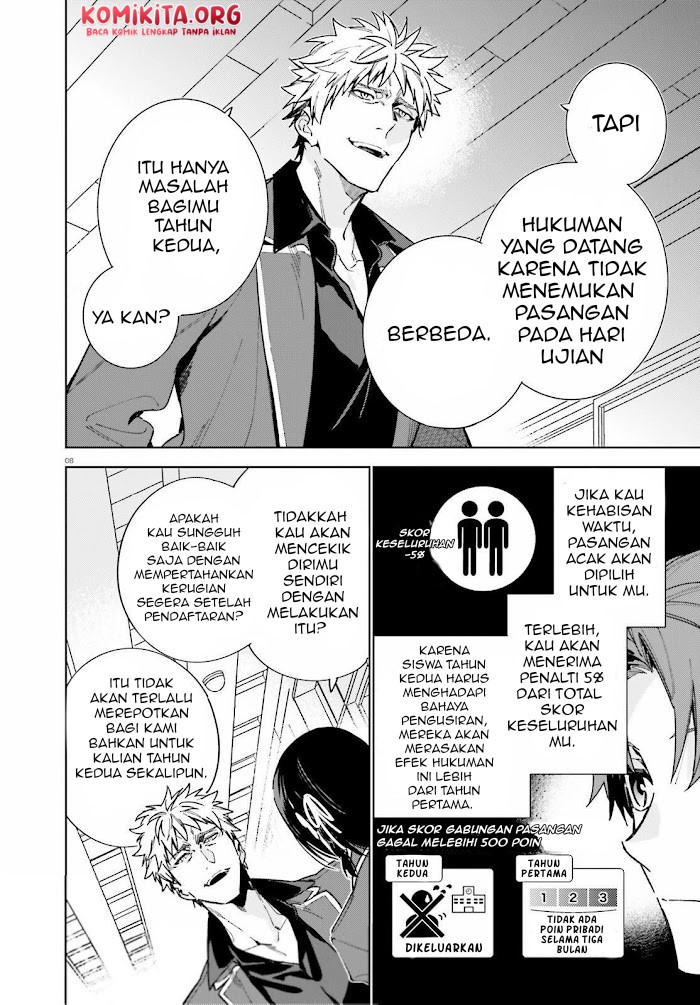 KOMIKITA.ORG
BACA KOMIK LENGKAP TANPA IKLAN
TAPI
HUKUMAN
YANG DATANG
KARENA TIDAK
MENEMUKAN
PASANGAN
PADA HARI
UJIAN
BERBEDA.
ITU HANYA
MASALAH
BAGIMU
TAHUN
KEDUA,
YA KAN?
08
JIKA KAU
KEHABISAN
WAKTU,
PASANGAN
ACAK AKAN
DIPILIH
UNTUK MU.
SKOR
KESELURUHAN
-5%
TERLEBIH,
KAU AKAN
MENERIMA
PENALTI 5%
DARI TOTAL
SKOR
KESELURUHAN
MU.
KARENA
SISWA TAHUN
KEDUA HARUS
MENGHADAPI
BAHAYA
PENGUSIRAN,
MEREKA AKAN
MERASAKAN
EFEK HUKUMAN
INI LEBIH
DARI TAHUN
PERTAMA.
JIKA SKOR GABUNGAN PASANGAN
GAGAL MELEBIHI 500 POIN
TAHUN
KEDUA
DIKELUARKAN
TAHUN
PERTAMA
1 2 3
TIDAK ADA
POIN PRIBADI
SELAMA TIGA
BULAN
TIDAKKAH
KAU AKAN
MENCEKIK
DIRIMU
SENDIRI
DENGAN
MELAKUKAN
ITU?
APAKAH
KAU SUNGGUH
BAIK-BAIK
SAJA DENGAN
MEMPERTAHANKAN
KERUGIAN
SEGERA SETELAH
PENDAFTARAN?
ITU TIDAK
AKAN TERLALU
MEREPOTKAN
BAGI KAMI
BAHKAN UNTUK
KALIAN TAHUN
KEDUA SEKALIPUN.